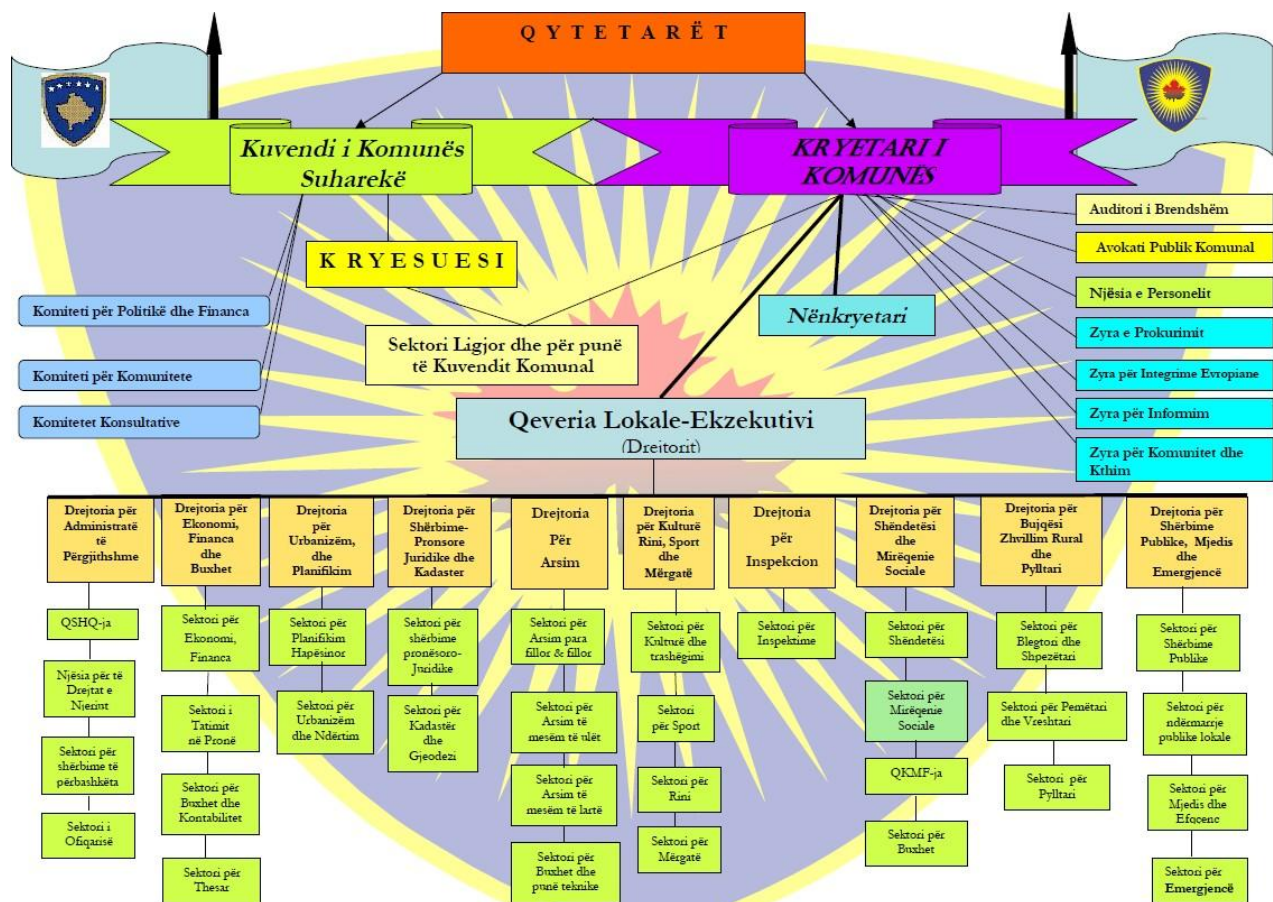 Q Y T E T A R Ë T
Kuvendi i Komunës
Suharekë
KRYETARI I
KOMUNËS
K R Y E S U E S I
Komiteti për Politikë dhe Financa
Komiteti për Komunitete
Komitetet Konsultative
Sektori Ligjor dhe për punë
të Kuvendit Komunal
Nënkryetari
Auditori i Brendshëm
Avokati Publik Komunal
Njësia e Personelit
Zyra e Prokurimit
Zyra për Integrime Evropiane
Zyra për Informim
Zyra për Komunitet dhe
Kthim
Qeveria Lokale-Ekzekutivi
(Drejtorit)
Drejtoria për
Administratë
të
Përgjithshme
QSHQ-ja
Njësia për të
Drejtat e
Njeriut
Sektori për
shërbime të
përbashkëta
Sektori i
Ofiqarisë
Drejtoria për
Ekonomi,
Financa
dhe
Buxhet
Sektori për
Ekonomi,
Financa
Sektori i
Tatimit
në Pronë
Sektori për
Buxhet dhe
Kontabilitet
Sektori për
Thesar
Drejtoria
për
Urbanizëm,
dhe
Planifikim
Sektori për
Planifikim
Hapësinor
Sektori për
Urbanizëm
dhe Ndërtim
Drejtoria për
Shërbime-
Pronsore
Juridike dhe
Kadaster
Sektori për
shërbime
pronësoro-
Juridike
Sektori për
Kadastër
dhe
Gjeodezi
Drejtoria
Për
Arsim
Sektori për
Arsim para
fillor & fillor
Sektori për
Arsim të
mesëm të ulët
Sektori për
Arsim të
mesëm të lartë
Sektori për
Buxhet dhe
punë teknike
Drejtoria
për Kulturë
Rini, Sport
dhe
Mërgatë
Sektori për
Kulturë dhe
trashëgimi
Sektori
për Sport
Sektori për
Rini
Sektori për
Mërgatë
Drejtoria
për
Inspekcion
Sektori për
Inspektime
Drejtoria për
Shëndetësi
dhe
Mirëqenie
Sociale
Sektori për
Shëndetësi
Sektori për
Mirëqenie
Sociale
QKMF-ja
Sektori për
Buxhet
Drejtoria për
Bujqësi
Zhvillim Rural
dhe
Pylltari
Sektori për
Blegtori dhe
Shpezëtari
Sektori për Pemëtari
dhe Vreshtari
Sektori për
Pylltari
Drejtoria për
Shërbime
Publike, Mjedis
dhe
Emergjencë
Sektori për
Shërbime
Publike
Sektori për
ndërmarrje
publike lokale
Sektori për
Mjedis dhe
Efiçenc
Sektori për
Emergjencë